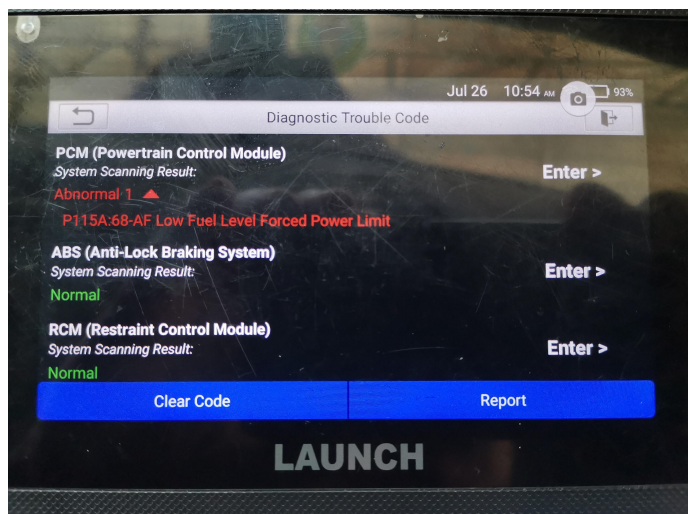 Jul 26 10:54 AM 93%
Diagnostic Trouble Code
PCM (Powertrain Control Module)
System Scanning Result:
Enter >
Abnormal 1
P115A:68-AF Low Fuel Level Forced Power Limit
ABS (Anti-Lock Braking System)
System Scanning Result:
Enter >
Normal
RCM (Restraint Control Module)
System Scanning Result:
Enter >
Normal
Clear Code Report
LAUNCH